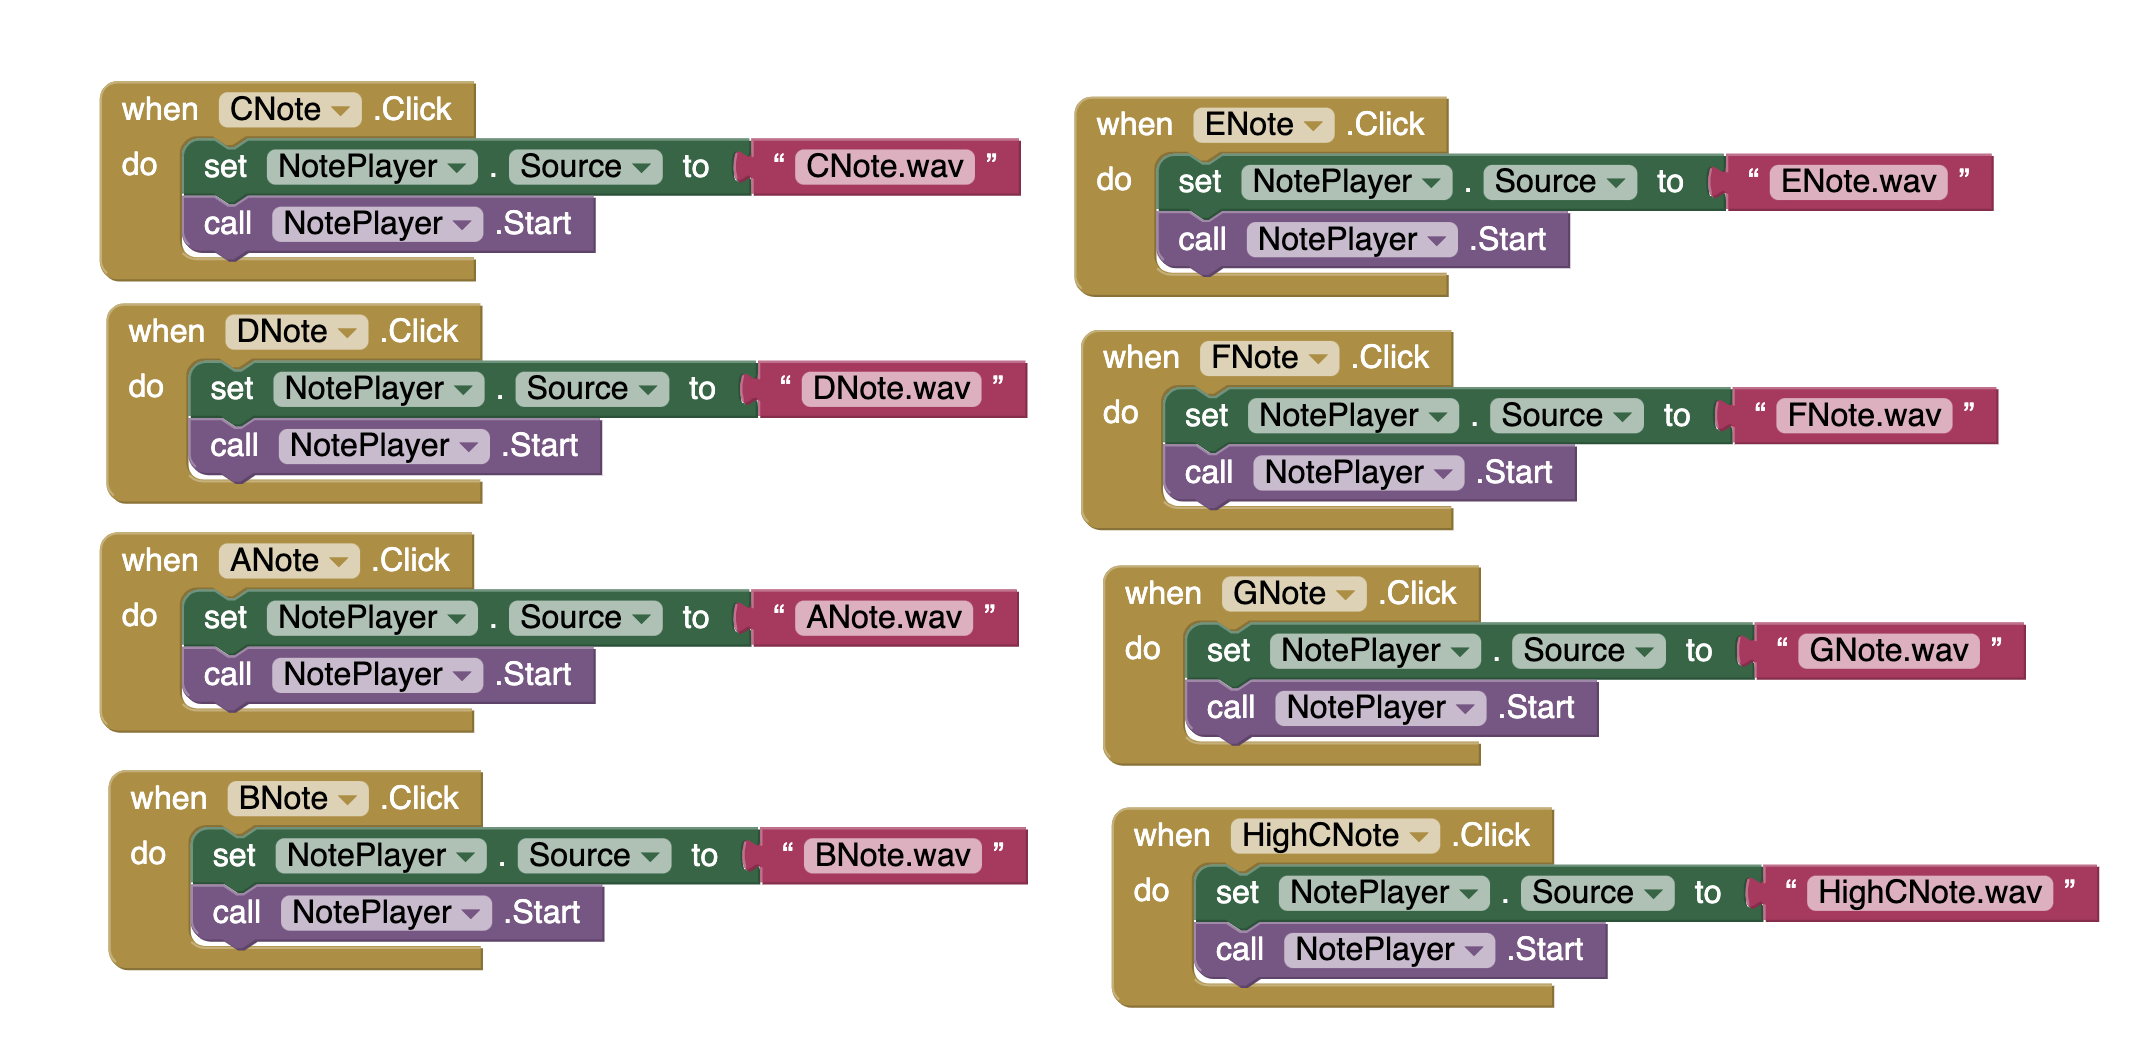 when CNote .Click
do set NotePlayer . Source to “ CNote.wav ”
call NotePlayer .Start
when DNote .Click
do set NotePlayer . Source to “ DNote.wav ”
call NotePlayer .Start
when ANote .Click
do set NotePlayer . Source to “ ANote.wav ”
call NotePlayer .Start
when BNote .Click
do set NotePlayer . Source to “ BNote.wav ”
call NotePlayer .Start
when ENote .Click
do set NotePlayer . Source to “ ENote.wav ”
call NotePlayer .Start
when FNote .Click
do set NotePlayer . Source to “ FNote.wav ”
call NotePlayer .Start
when GNote .Click
do set NotePlayer . Source to “ GNote.wav ”
call NotePlayer .Start
when HighCNote .Click
do set NotePlayer . Source to “ HighCNote.wav ”
call NotePlayer .Start